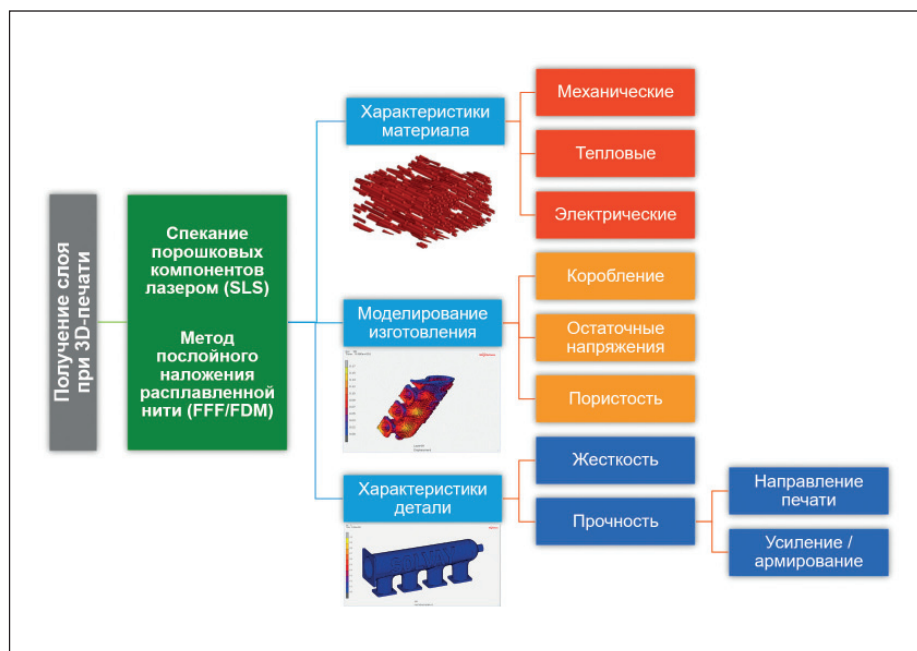 Получение слоя
при 3D-печати
Спекание
порошковых
компонентов
лазером (SLS)
Метод
послойного
наложения
расплавленной
нити (FFF/FDM)
Характеристики
материала
Механические
Тепловые
Электрические
Моделирование
изготовления
Коробление
Остаточные
напряжения
Пористость
Характеристики
детали
Жесткость
Прочность
Направление
печати
Усиление /
армирование